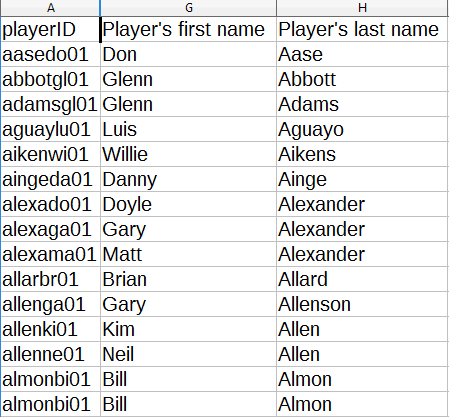 A G H
playerID Player's first name Player's last name
aasedo01 Don Aase
abbotgl01 Glenn Abbott
adamsgl01 Glenn Adams
aguaylu01 Luis Aguayo
aikenwi01 Willie Aikens
aingeda01 Danny Ainge
alexado01 Doyle Alexander
alexaga01 Gary Alexander
alexama01 Matt Alexander
allarbr01 Brian Allard
allenga01 Gary Allenson
allenki01 Kim Allen
allenne01 Neil Allen
almonbi01 Bill Almon
almonbi01 Bill Almon